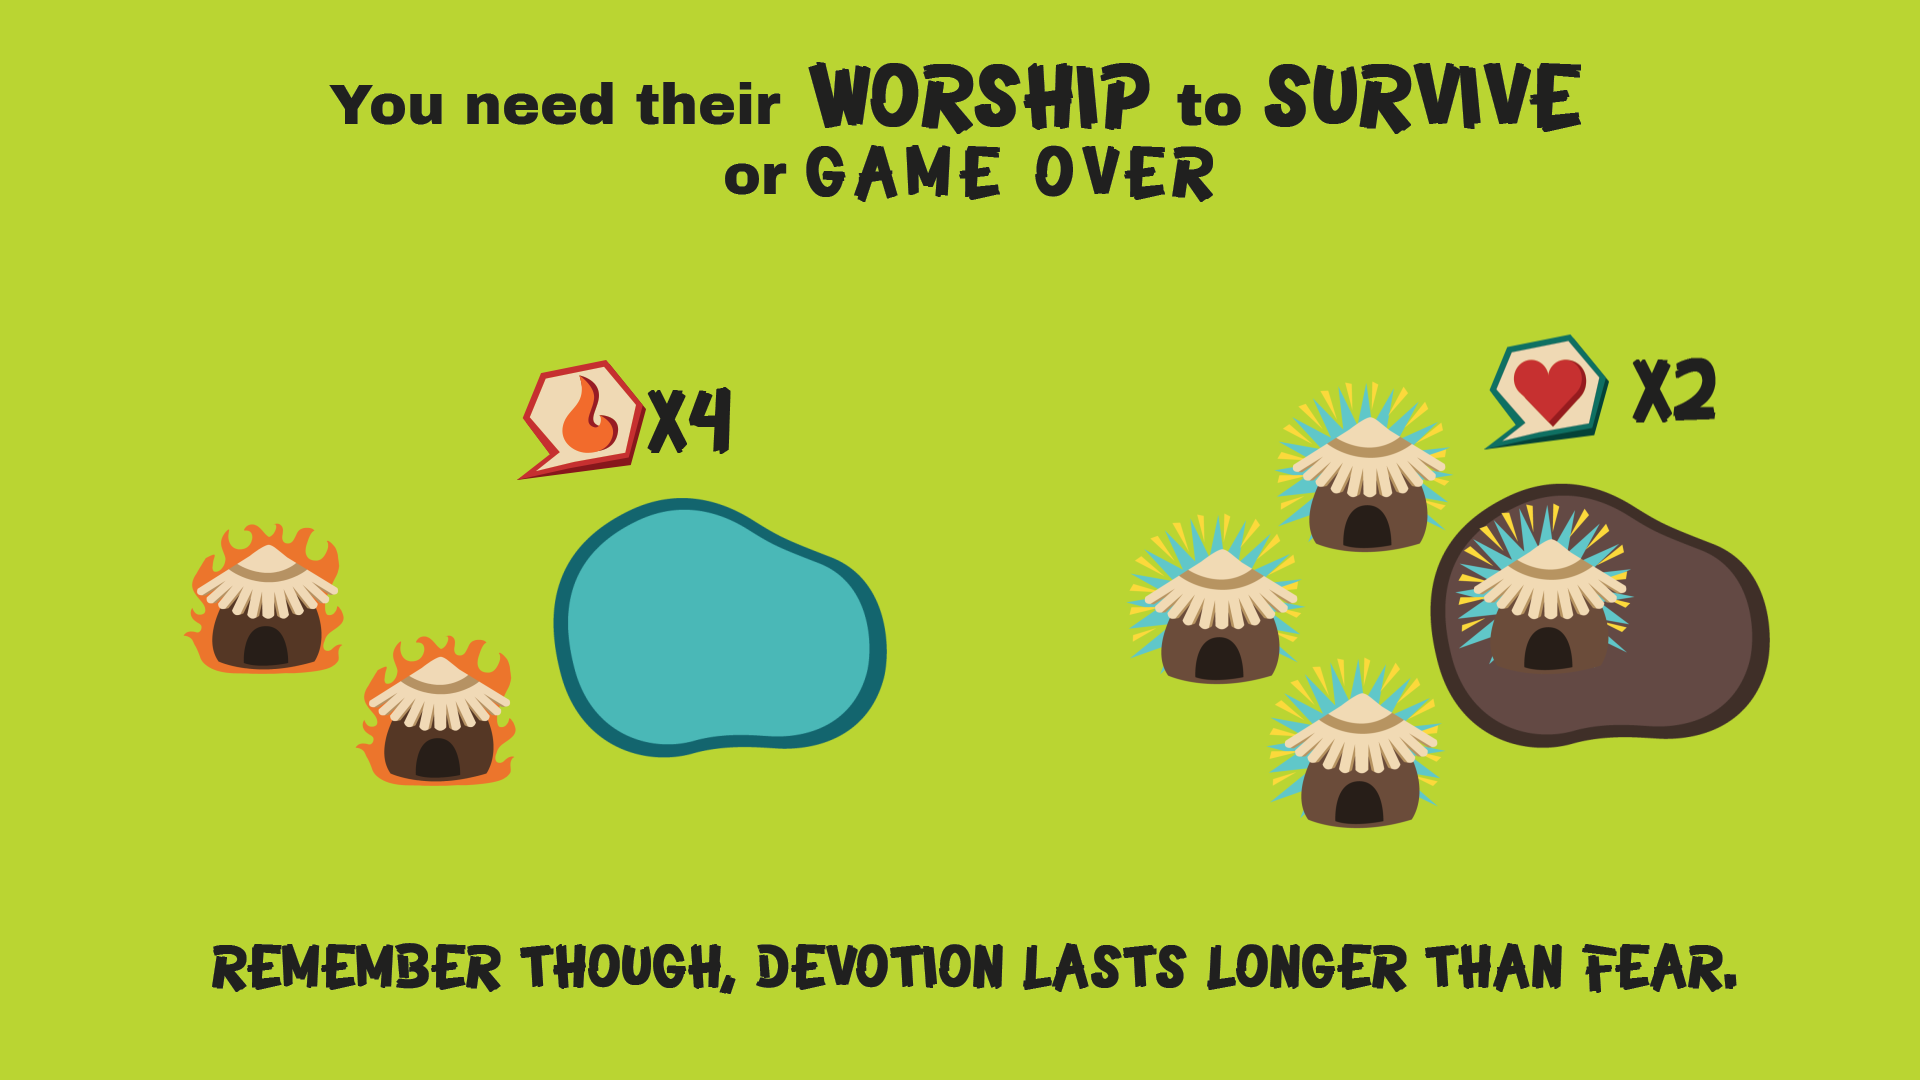 You need their WORSHIP to SURVIVE
or GAME OVER
X4
X2
REMEMBER THOUGH, DEVOTION LASTS LONGER THAN FEAR.